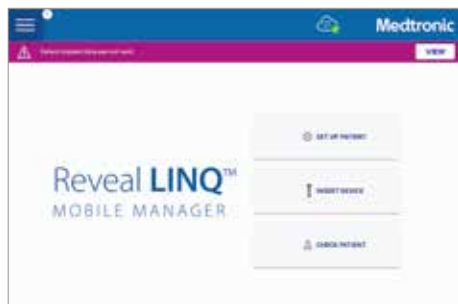 Medtronic
VIEW
SET UP PATIENT
Reveal LINQ™
INSERT DEVICE
MOBILE MANAGER
CHECK PATIENT